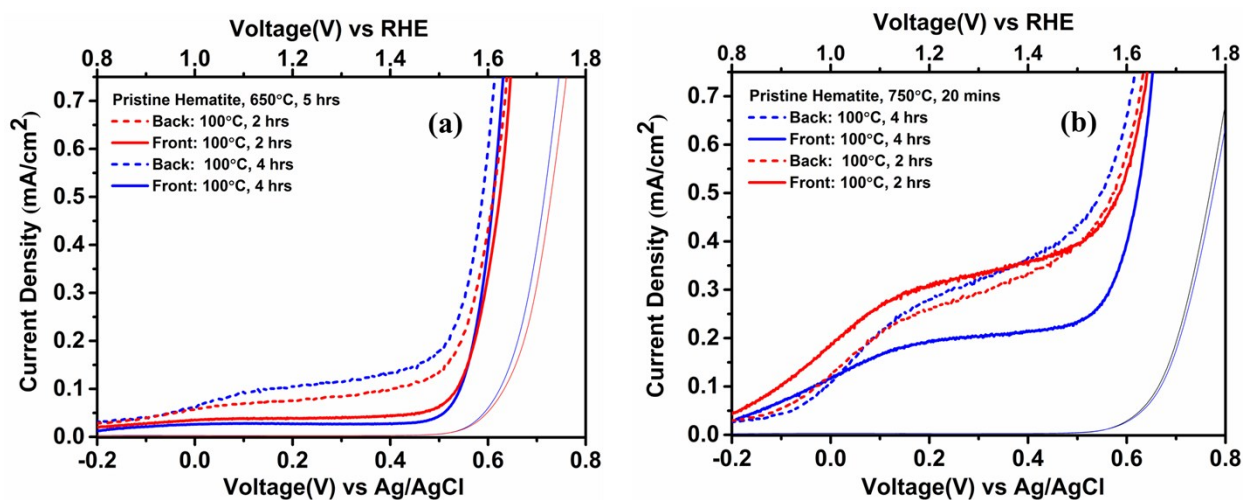 Voltage(V) vs RHE
0.8 1.0 1.2 1.4 1.6 1.8
Pristine Hematite, 650°C, 5 hrs
Back: 100°C, 2 hrs
Front: 100°C, 2 hrs
Back: 100°C, 4 hrs
Front: 100°C, 4 hrs
(a)
Current Density (mA/cm²)
0.7
0.6
0.5
0.4
0.3
0.2
0.1
0.0
-0.2 0.0 0.2 0.4 0.6 0.8
Voltage(V) vs Ag/AgCl
Voltage(V) vs RHE
0.8 1.0 1.2 1.4 1.6 1.8
Pristine Hematite, 750°C, 20 mins
Back: 100°C, 4 hrs
Front: 100°C, 4 hrs
Back: 100°C, 2 hrs
Front: 100°C, 2 hrs
(b)
Current Density (mA/cm²)
0.7
0.6
0.5
0.4
0.3
0.2
0.1
0.0
-0.2 0.0 0.2 0.4 0.6 0.8
Voltage(V) vs Ag/AgCl